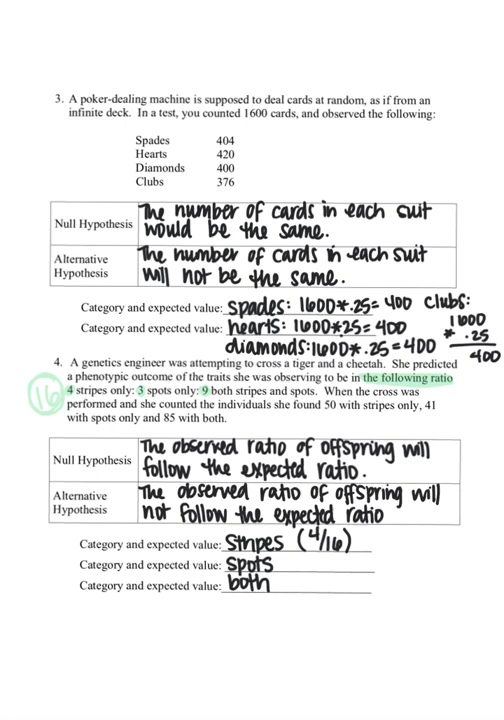 3. A poker-dealing machine is supposed to deal cards at random, as if from an
infinite deck. In a test, you counted 1600 cards, and observed the following:
Spades 404
Hearts 420
Diamonds 400
Clubs 376
Null Hypothesis The number of cards in each suit
would be the same.
Alternative Hypothesis The number of cards in each suit
will not be the same.
Category and expected value: spades: 1600*.25= 400
Category and expected value: hearts: 1600*25= 400
diamonds: 1600*.25=400
clubs:
1600
* .25
400
4. A genetics engineer was attempting to cross a tiger and a cheetah. She predicted
a phenotypic outcome of the traits she was observing to be in the following ratio
4 stripes only: 3 spots only: 9 both stripes and spots. When the cross was
performed and she counted the individuals she found 50 with stripes only, 41
with spots only and 85 with both.
16
Null Hypothesis The observed ratio of offspring will
follow the expected ratio.
Alternative Hypothesis The observed ratio of offspring will
not follow the expected ratio
Category and expected value: Stripes (4/16)
Category and expected value: spots
Category and expected value: both